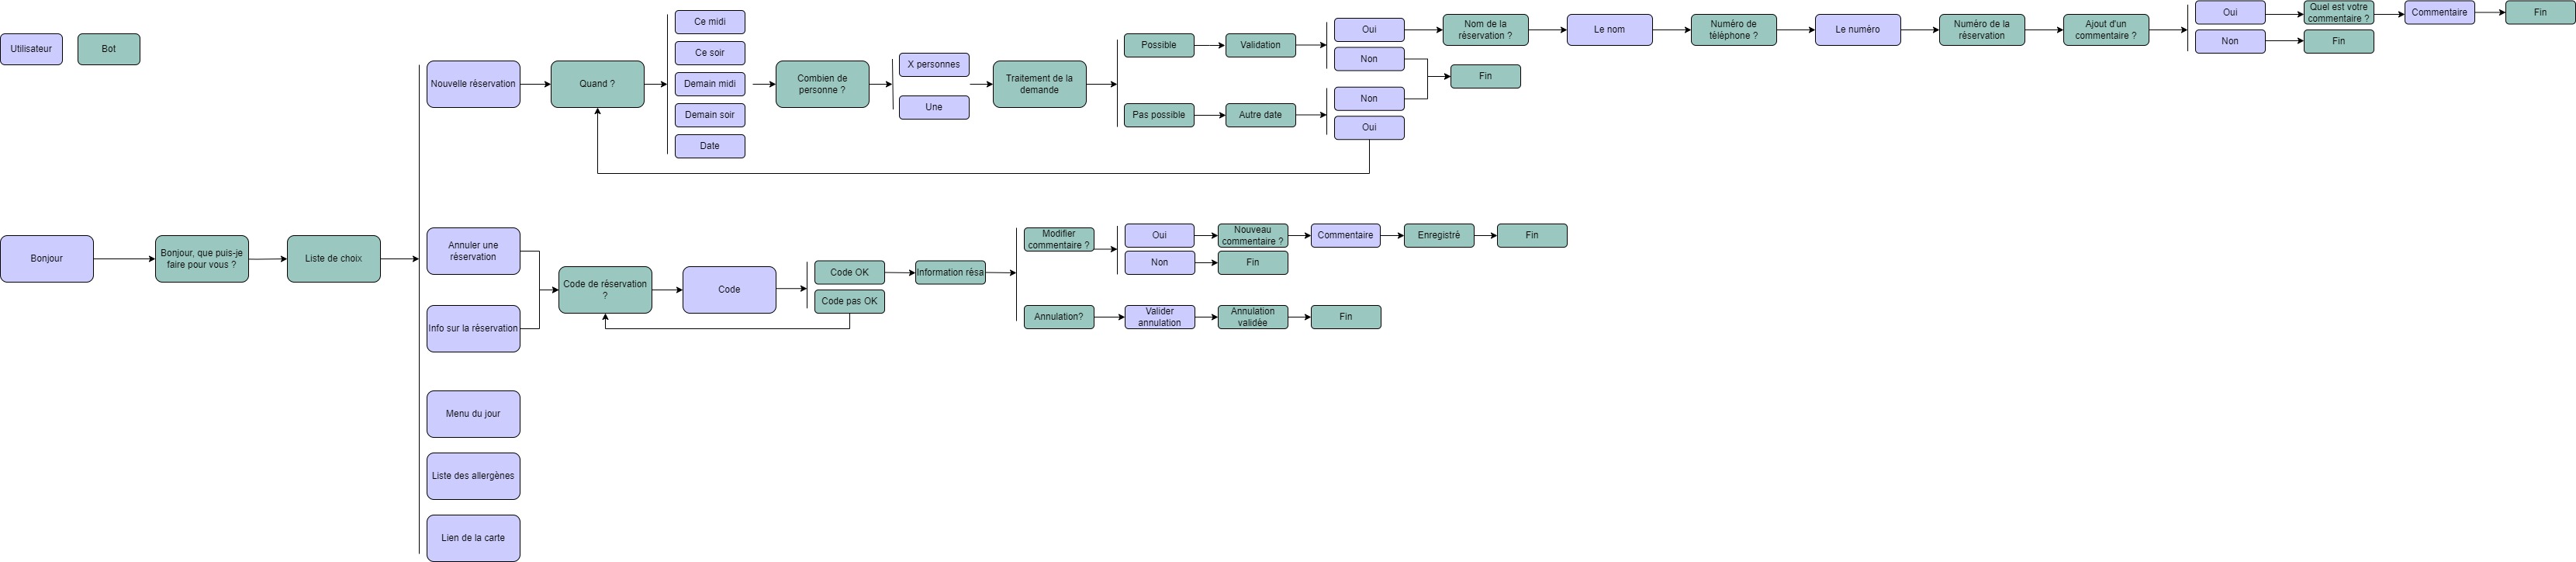 Utilisateur
Bot
Nouvelle réservation
Quand ?
Ce midi
Ce soir
Demain midi
Demain soir
Date
Combien de
personne ?
X personnes
Une
Traitement de la
demande
Possible
Validation
Pas possible
Autre date
Oui
Non
Non
Oui
Fin
Nom de la
réservation ?
Le nom
Numéro de
téléphone ?
Le numéro
Numéro de la
réservation
Ajout d'un
commentaire ?
Oui
Quel est votre
commentaire ?
Commentaire
Fin
Non
Fin
Bonjour
Bonjour, que puis-je
faire pour vous ?
Liste de choix
Annuler une
réservation
Info sur la réservation
Code de réservation
?
Code
Code OK
Code pas OK
Information résa
Modifier
commentaire ?
Oui
Nouveau
commentaire ?
Commentaire
Enregistré
Fin
Non
Fin
Annulation?
Valider
annulation
Annulation
validée
Fin
Menu du jour
Liste des allergènes
Lien de la carte